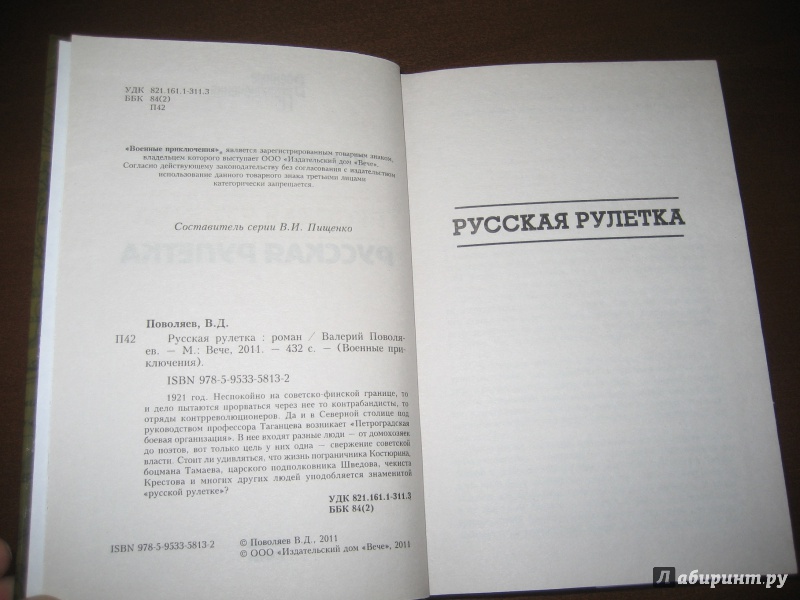 УДК 821.161.1-311.3
ББК 84(2)
П42
«Военные приключения», является зарегистрированным товарным знаком,
владельцем которого выступает ООО «Издательский дом «Вече».
Согласно действующему законодательству без согласования с издательством
использование данного товарного знака третьими лицами
категорически запрещается.
Составитель серии В.И. Пищенко
Поволяев, В.Д.
П42 Русская рулетка : роман / Валерий Поволя-
ев. — М.: Вече, 2011. — 432 с. — (Военные при-
ключения).
ISBN 978-5-9533-5813-2
1921 год. Неспокойно на советско-финской границе, то
и дело пытаются прорваться через нее то контрабандисты, то
отряды контрреволюционеров. Да и в Северной столице под
руководством профессора Таганцева возникает «Петроградская
боевая организация». В нее входят разные люди — от домохозяек
до поэтов, вот только цель у них одна — свержение советской
власти. Стоит ли удивляться, что жизнь пограничника Костюрина,
боцмана Тамаева, царского подполковника Шведова, чекиста
Крестова и многих других людей уподобляется знаменитой
«русской рулетке»?
УДК 821.161.1-311.3
ББК 84(2)
ISBN 978-5-9533-5813-2
© Поволяев В.Д., 2011
© ООО «Издательский дом «Вече», 2011
РУССКАЯ РУЛЕТКА
Лабиринт.ру